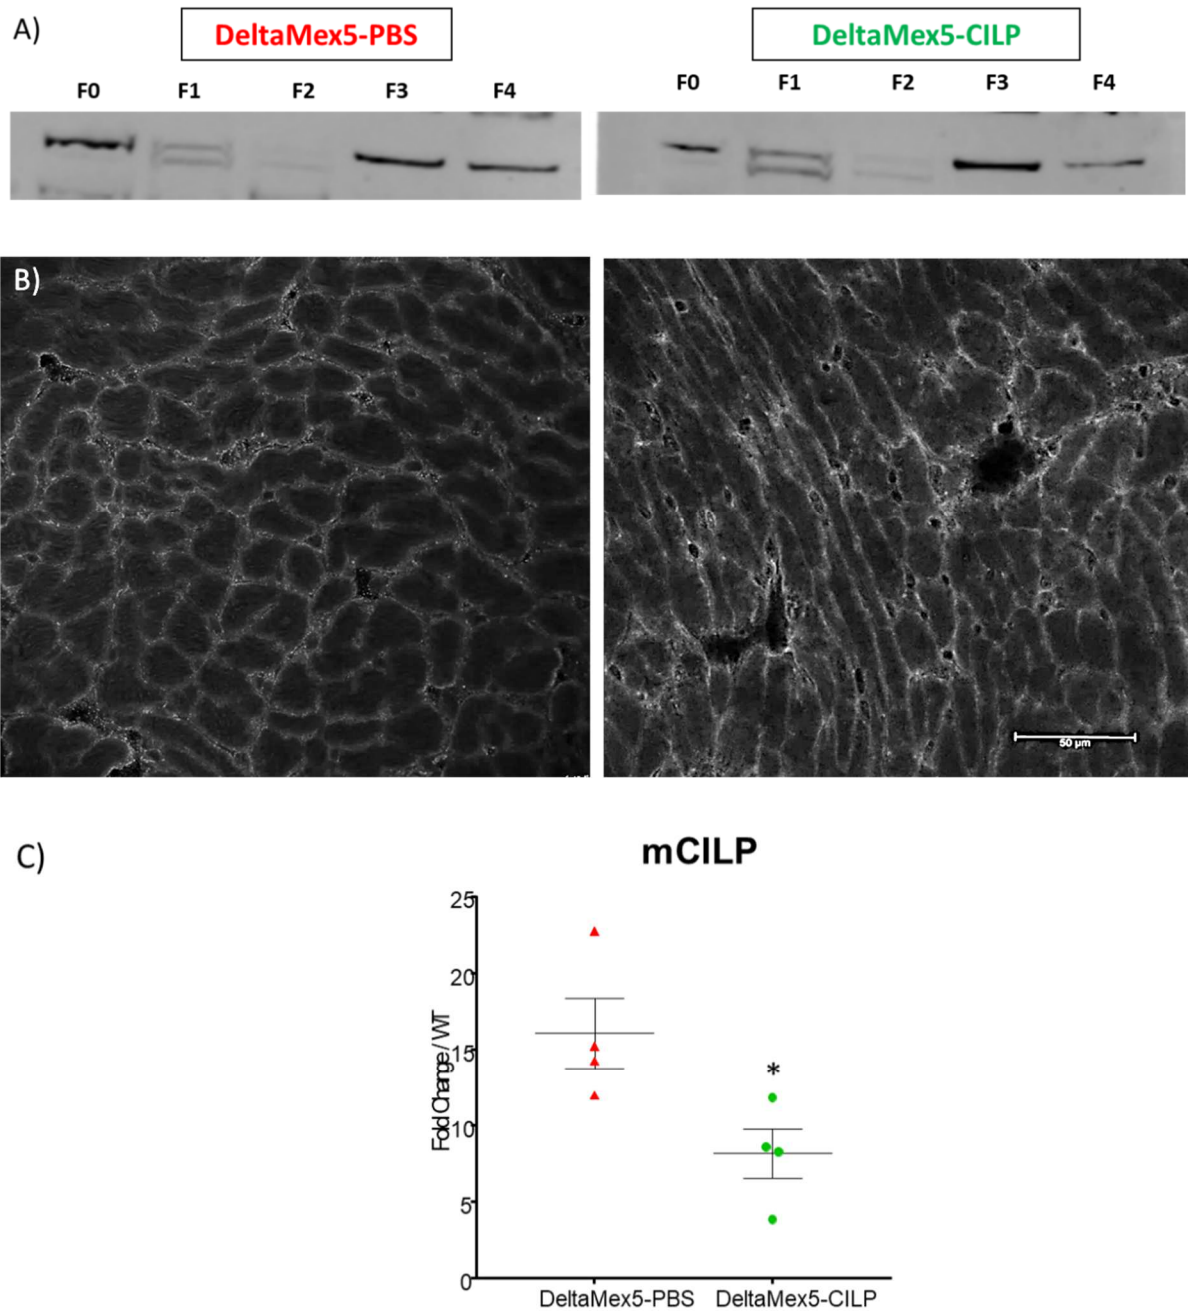 A)
DeltaMex5-PBS
DeltaMex5-CILP
F0 F1 F2 F3 F4
F0 F1 F2 F3 F4
B)
50 µm
C)
mCILP
Fold Change / WT
25
20
15
10
5
0
*
DeltaMex5-PBS DeltaMex5-CILP